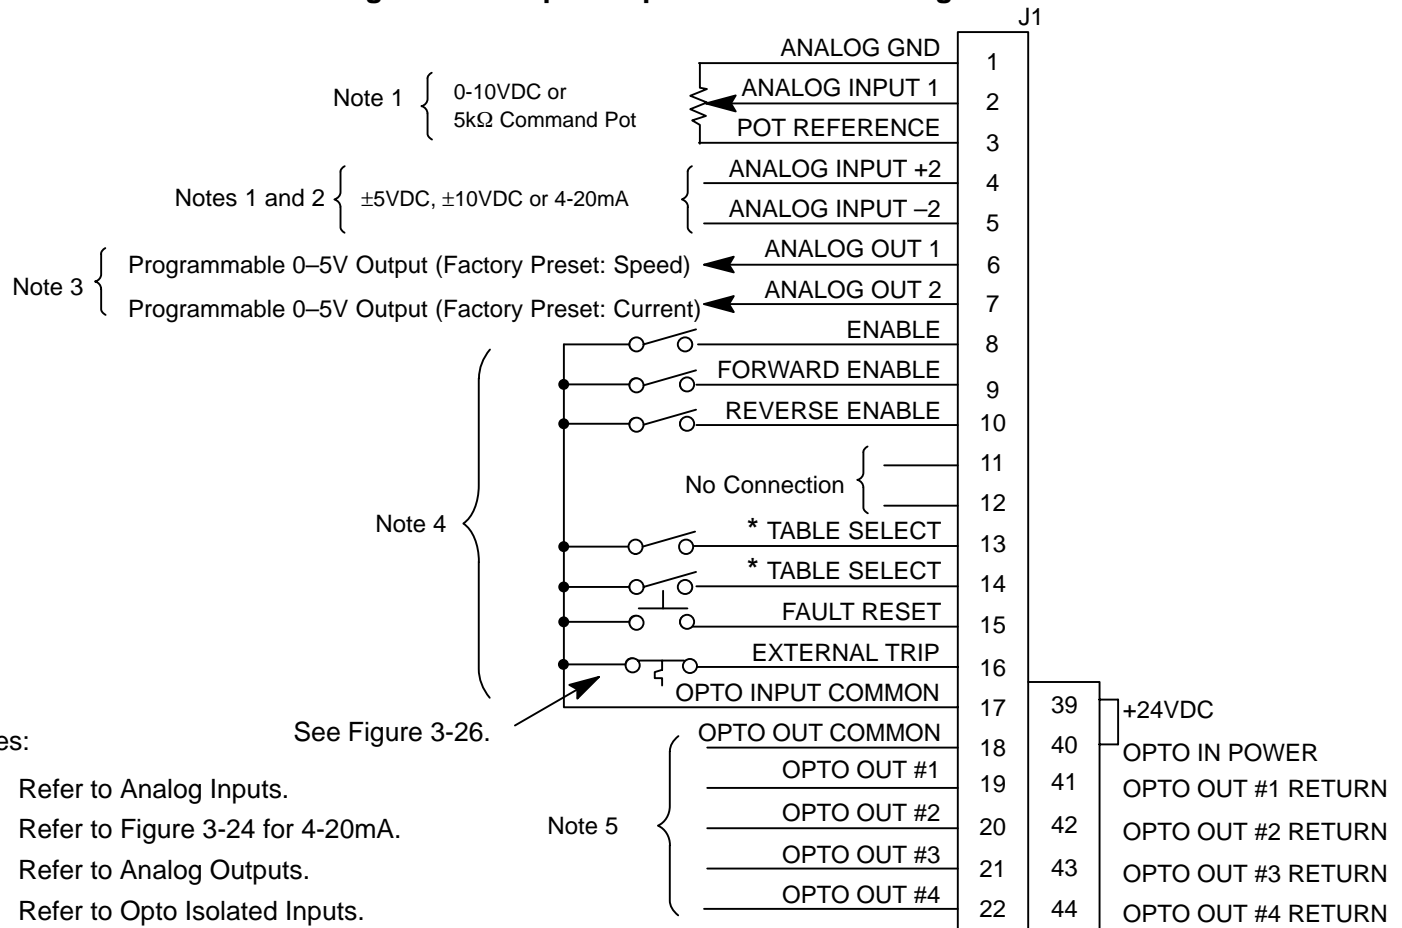 J1
ANALOG GND 1
Note 1 0-10VDC or
5kΩ Command Pot
ANALOG INPUT 1 2
POT REFERENCE 3
Notes 1 and 2 ±5VDC, ±10VDC or 4-20mA
ANALOG INPUT +2 4
ANALOG INPUT –2 5
Note 3
Programmable 0–5V Output (Factory Preset: Speed) ANALOG OUT 1 6
Programmable 0–5V Output (Factory Preset: Current) ANALOG OUT 2 7
ENABLE 8
FORWARD ENABLE 9
REVERSE ENABLE 10
No Connection
11
12
Note 4
* TABLE SELECT 13
* TABLE SELECT 14
FAULT RESET 15
EXTERNAL TRIP 16
OPTO INPUT COMMON 17 39 +24VDC
See Figure 3-26.
OPTO OUT COMMON 18 40 OPTO IN POWER
OPTO OUT #1 19 41 OPTO OUT #1 RETURN
Note 5
OPTO OUT #2 20 42 OPTO OUT #2 RETURN
OPTO OUT #3 21 43 OPTO OUT #3 RETURN
OPTO OUT #4 22 44 OPTO OUT #4 RETURN
es:
Refer to Analog Inputs.
Refer to Figure 3-24 for 4-20mA.
Refer to Analog Outputs.
Refer to Opto Isolated Inputs.